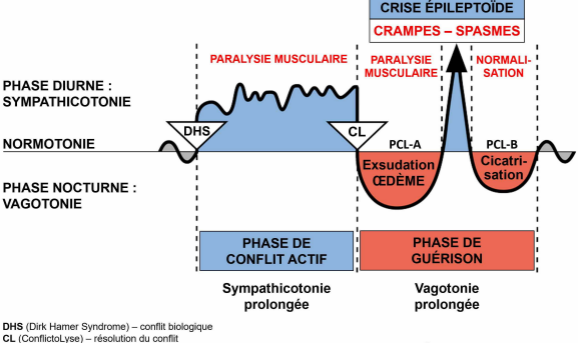 CRISE ÉPILEPTOÏDE
CRAMPES – SPASMES
PARALYSIE MUSCULAIRE
PARALYSIE
MUSCULAIRE
NORMALI-
SATION
PHASE DIURNE :
SYMPATHICOTONIE
DHS
CL
NORMOTONIE
PCL-A
PCL-B
Exsudation
ŒDÈME
Cicatri-
sation
PHASE NOCTURNE :
VAGOTONIE
PHASE DE
CONFLIT ACTIF
PHASE DE
GUÉRISON
Sympathicotonie
prolongée
Vagotonie
prolongée
DHS (Dirk Hamer Syndrome) – conflit biologique
CL (ConflictoLyse) – résolution du conflit